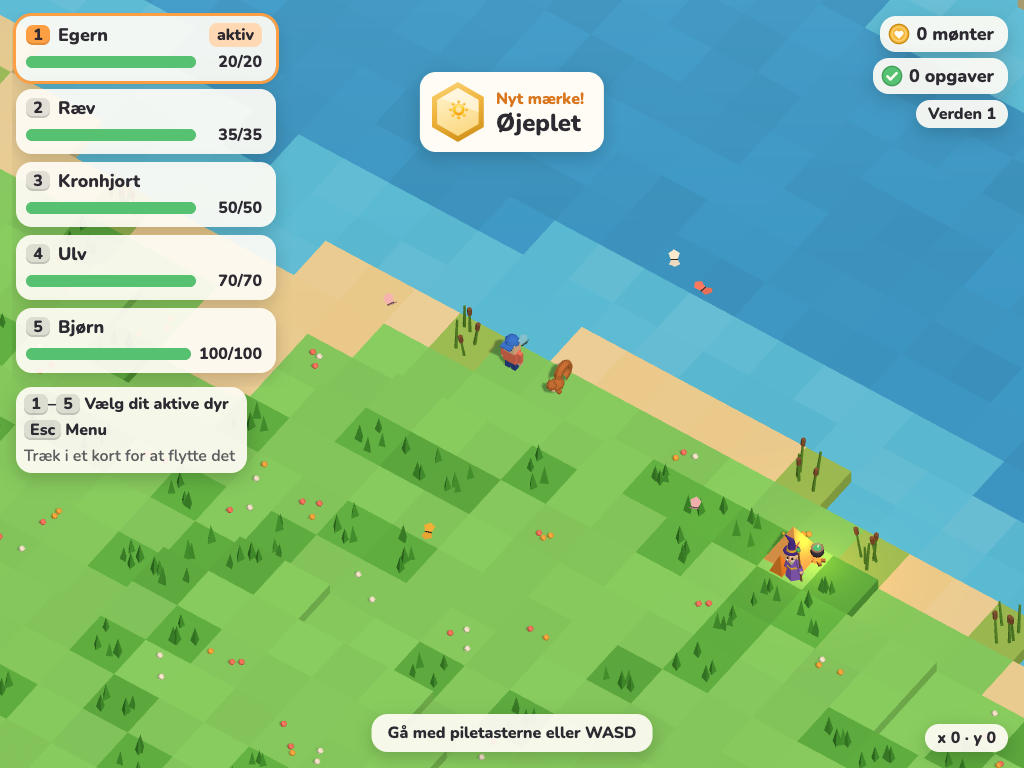 1 Egern aktiv
20/20
2 Ræv
35/35
3 Kronhjort
50/50
4 Ulv
70/70
5 Bjørn
100/100
1 – 5 Vælg dit aktive dyr
Esc Menu
Træk i et kort for at flytte det
Nyt mærke!
Øjeplet
0 mønter
0 opgaver
Verden 1
Gå med piletasterne eller WASD
x 0 · y 0